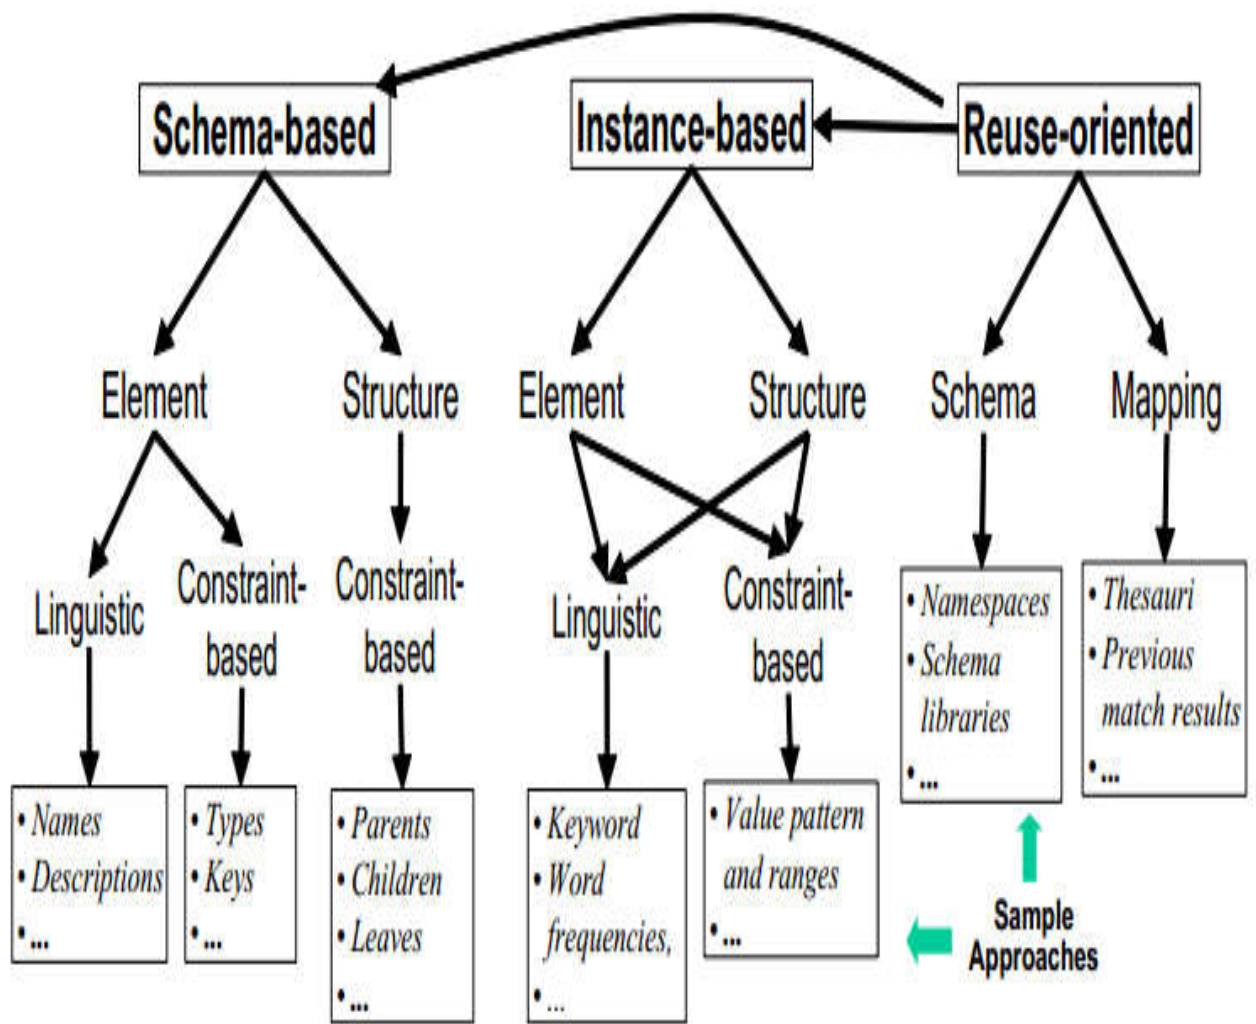 Schema-based
Instance-based
Reuse-oriented
Element
Structure
Element
Structure
Schema
Mapping
Linguistic
Constraint-
based
Constraint-
based
Linguistic
Constraint-
based
• Names
• Descriptions
• ...
• Types
• Keys
• ...
• Parents
• Children
• Leaves
• ...
• Keyword
• Word
frequencies,
• ...
• Value pattern
and ranges
• ...
• Namespaces
• Schema
libraries
• ...
• Thesauri
• Previous
match results
• ...
Sample
Approaches